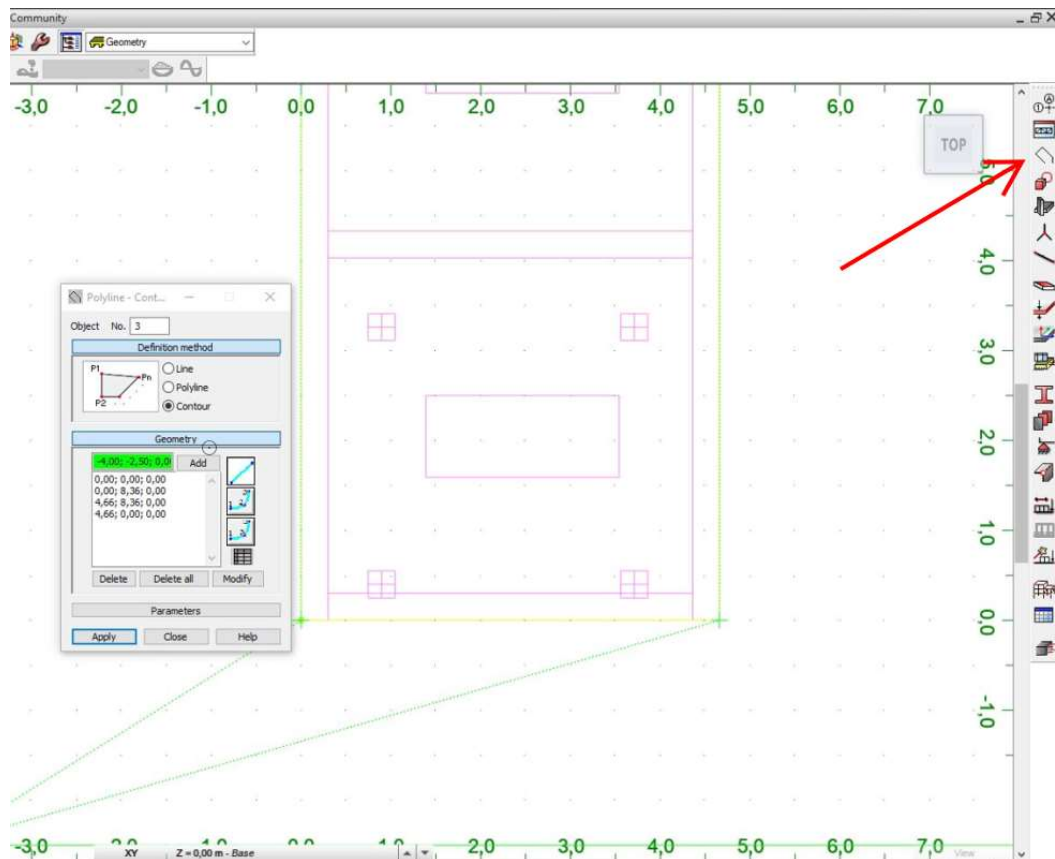 Community
Geometry
-3,0 -2,0 -1,0 0,0 1,0 2,0 3,0 4,0 5,0 6,0 7,0
TOP
5,0
4,0
3,0
2,0
1,0
0,0
-1,0
Polyline - Cont...
Object No. 3
Definition method
P1
Pn
P2
Line
Polyline
Contour
Geometry
-4,00; -2,50; 0,0
Add
0,00; 0,00; 0,00
0,00; 8,36; 0,00
4,66; 8,36; 0,00
4,66; 0,00; 0,00
Delete Delete all Modify
Parameters
Apply Close Help
-3,0 2,0 3,0 4,0 5,0 6,0 7,0
XY Z = 0,00 m - Base
View